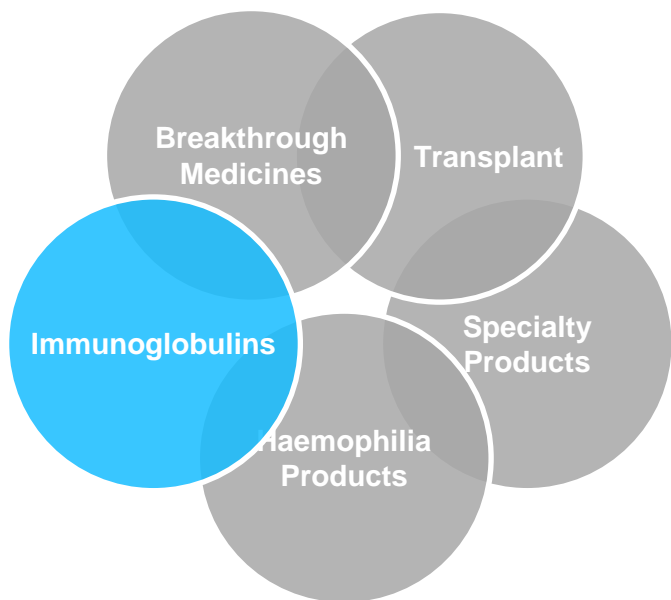 Breakthrough
Medicines
Transplant
Immunoglobulins
Specialty
Products
Haemophilia
Products